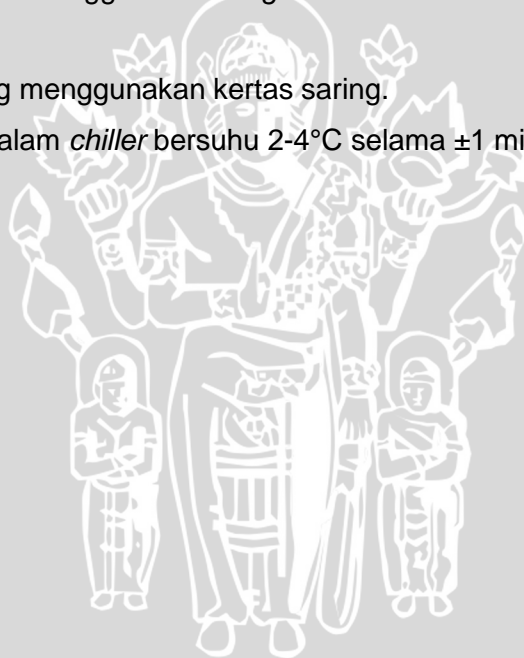 g menggunakan kertas saring.
alam chiller bersuhu 2-4°C selama ±1 mi